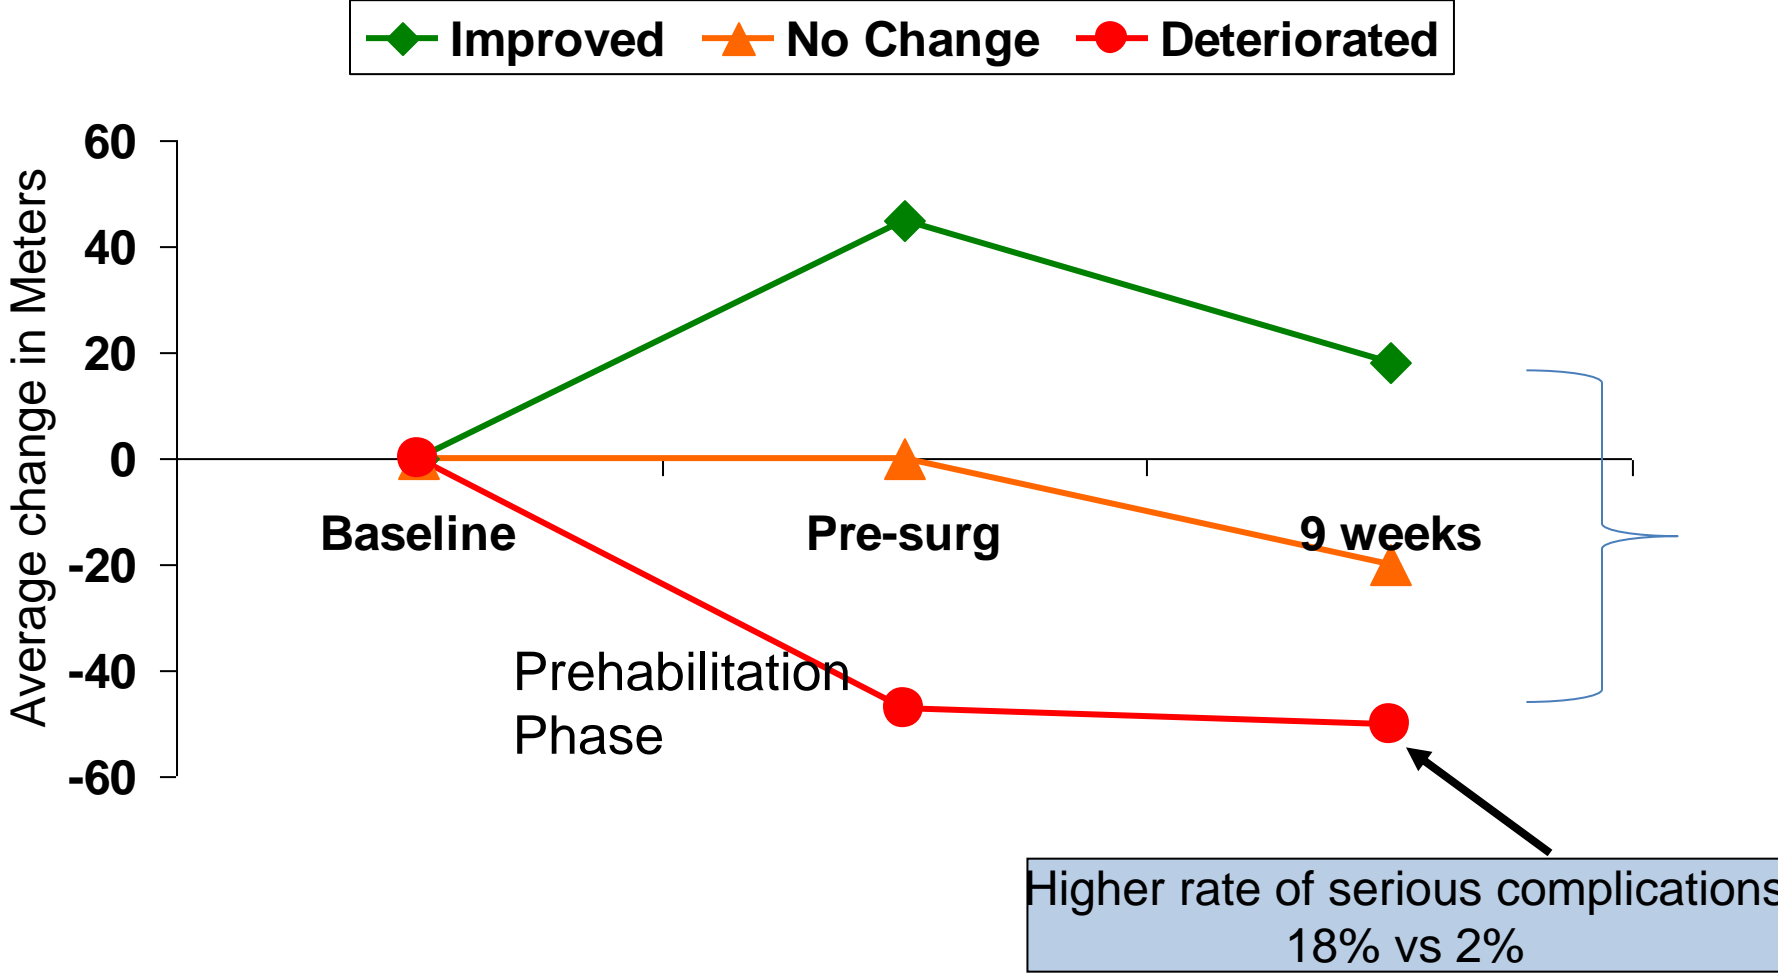 Improved No Change Deteriorated
60
40
20
0
-20
-40
-60
Average change in Meters
Baseline Pre-surg 9 weeks
Prehabilitation
Phase
Higher rate of serious complications
18% vs 2%